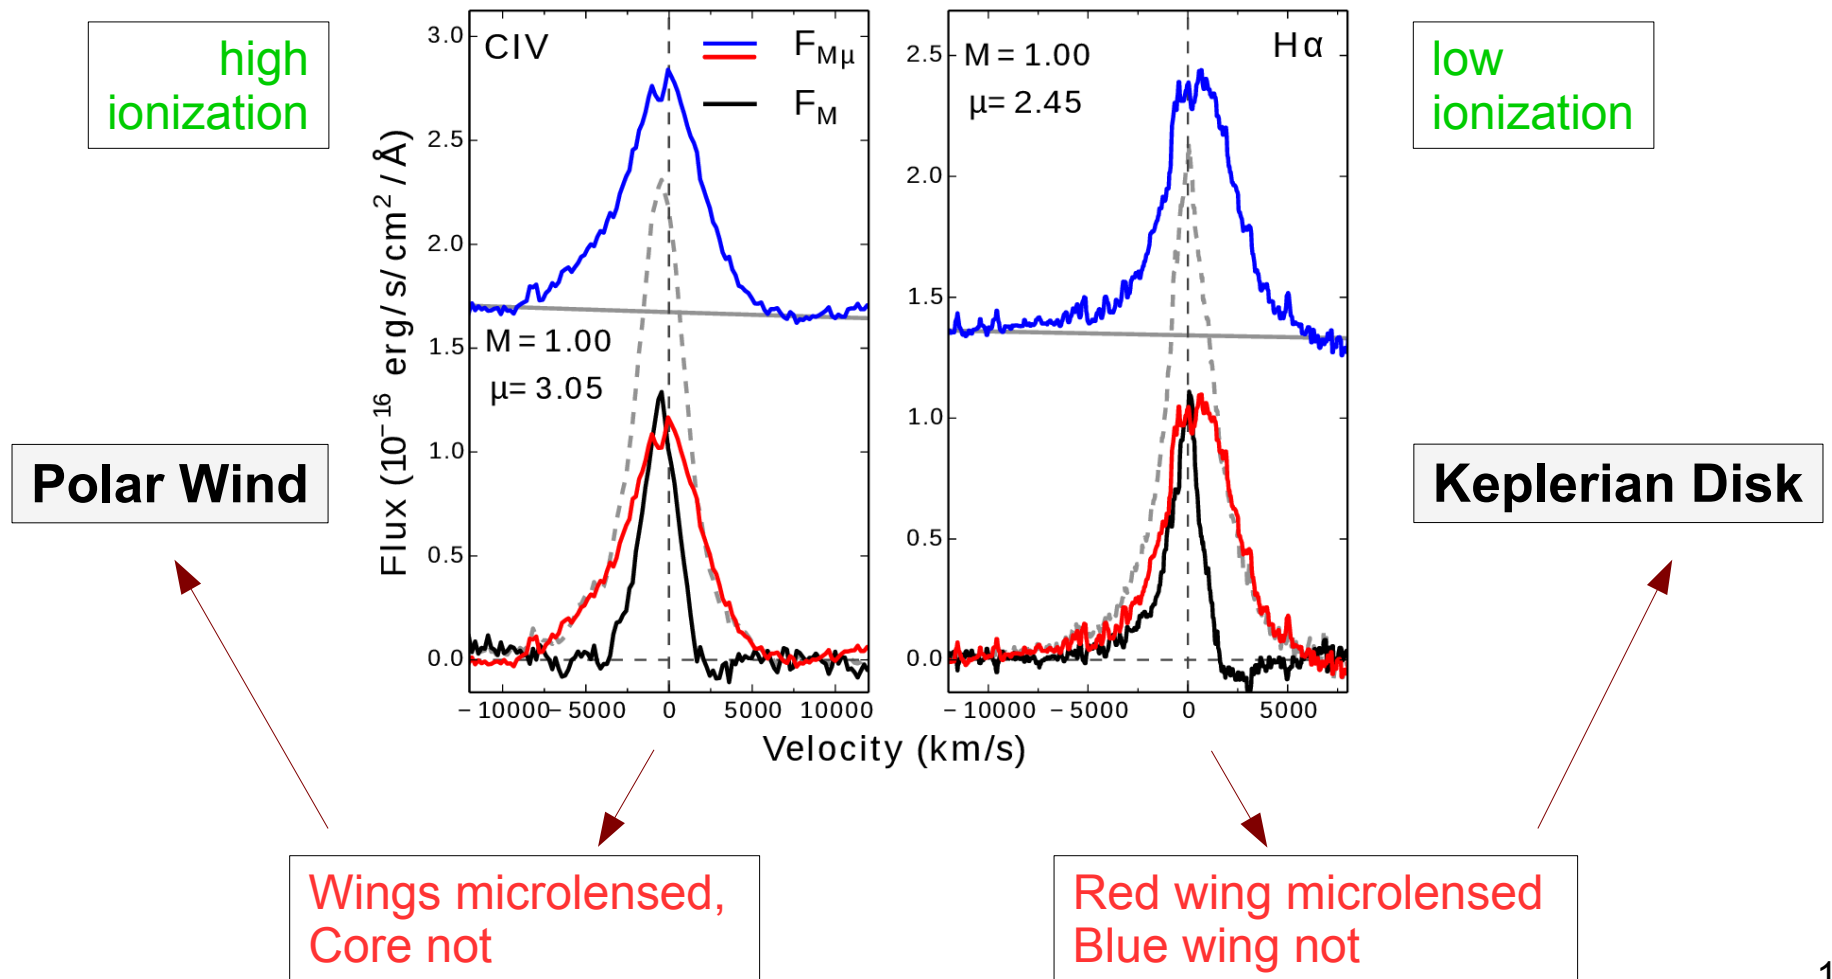 high
ionization
Polar Wind
Flux (10⁻¹⁶ erg/s/cm² /Å)
3.0
2.5
2.0
1.5
1.0
0.5
0.0
CIV
F_Mμ
F_M
M = 1.00
μ= 3.05
−10000 −5000 0 5000 10000
2.5
2.0
1.5
1.0
0.5
0.0
M = 1.00
μ= 2.45
Hα
−10000 −5000 0 5000
Velocity (km/s)
low
ionization
Keplerian Disk
Wings microlensed,
Core not
Red wing microlensed
Blue wing not
1